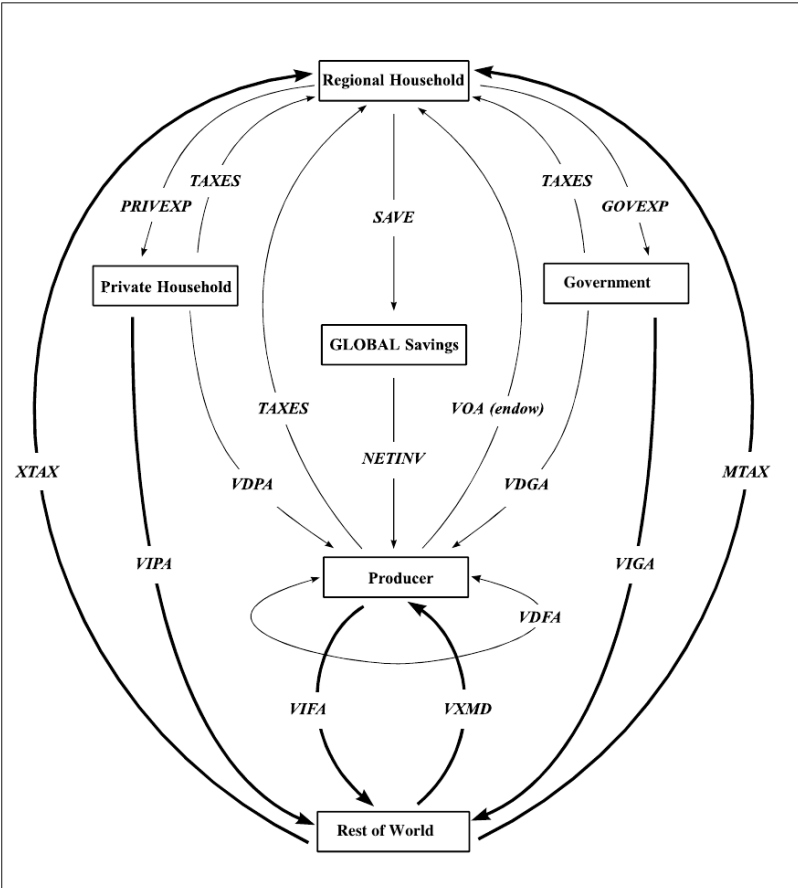 Regional Household
TAXES
TAXES
PRIVEXP
GOVEXP
SAVE
Private Household
Government
GLOBAL Savings
TAXES
VOA (endow)
NETINV
XTAX
MTAX
VDPA
VDGA
VIPA
VIGA
Producer
VDFA
VIFA
VXMD
Rest of World